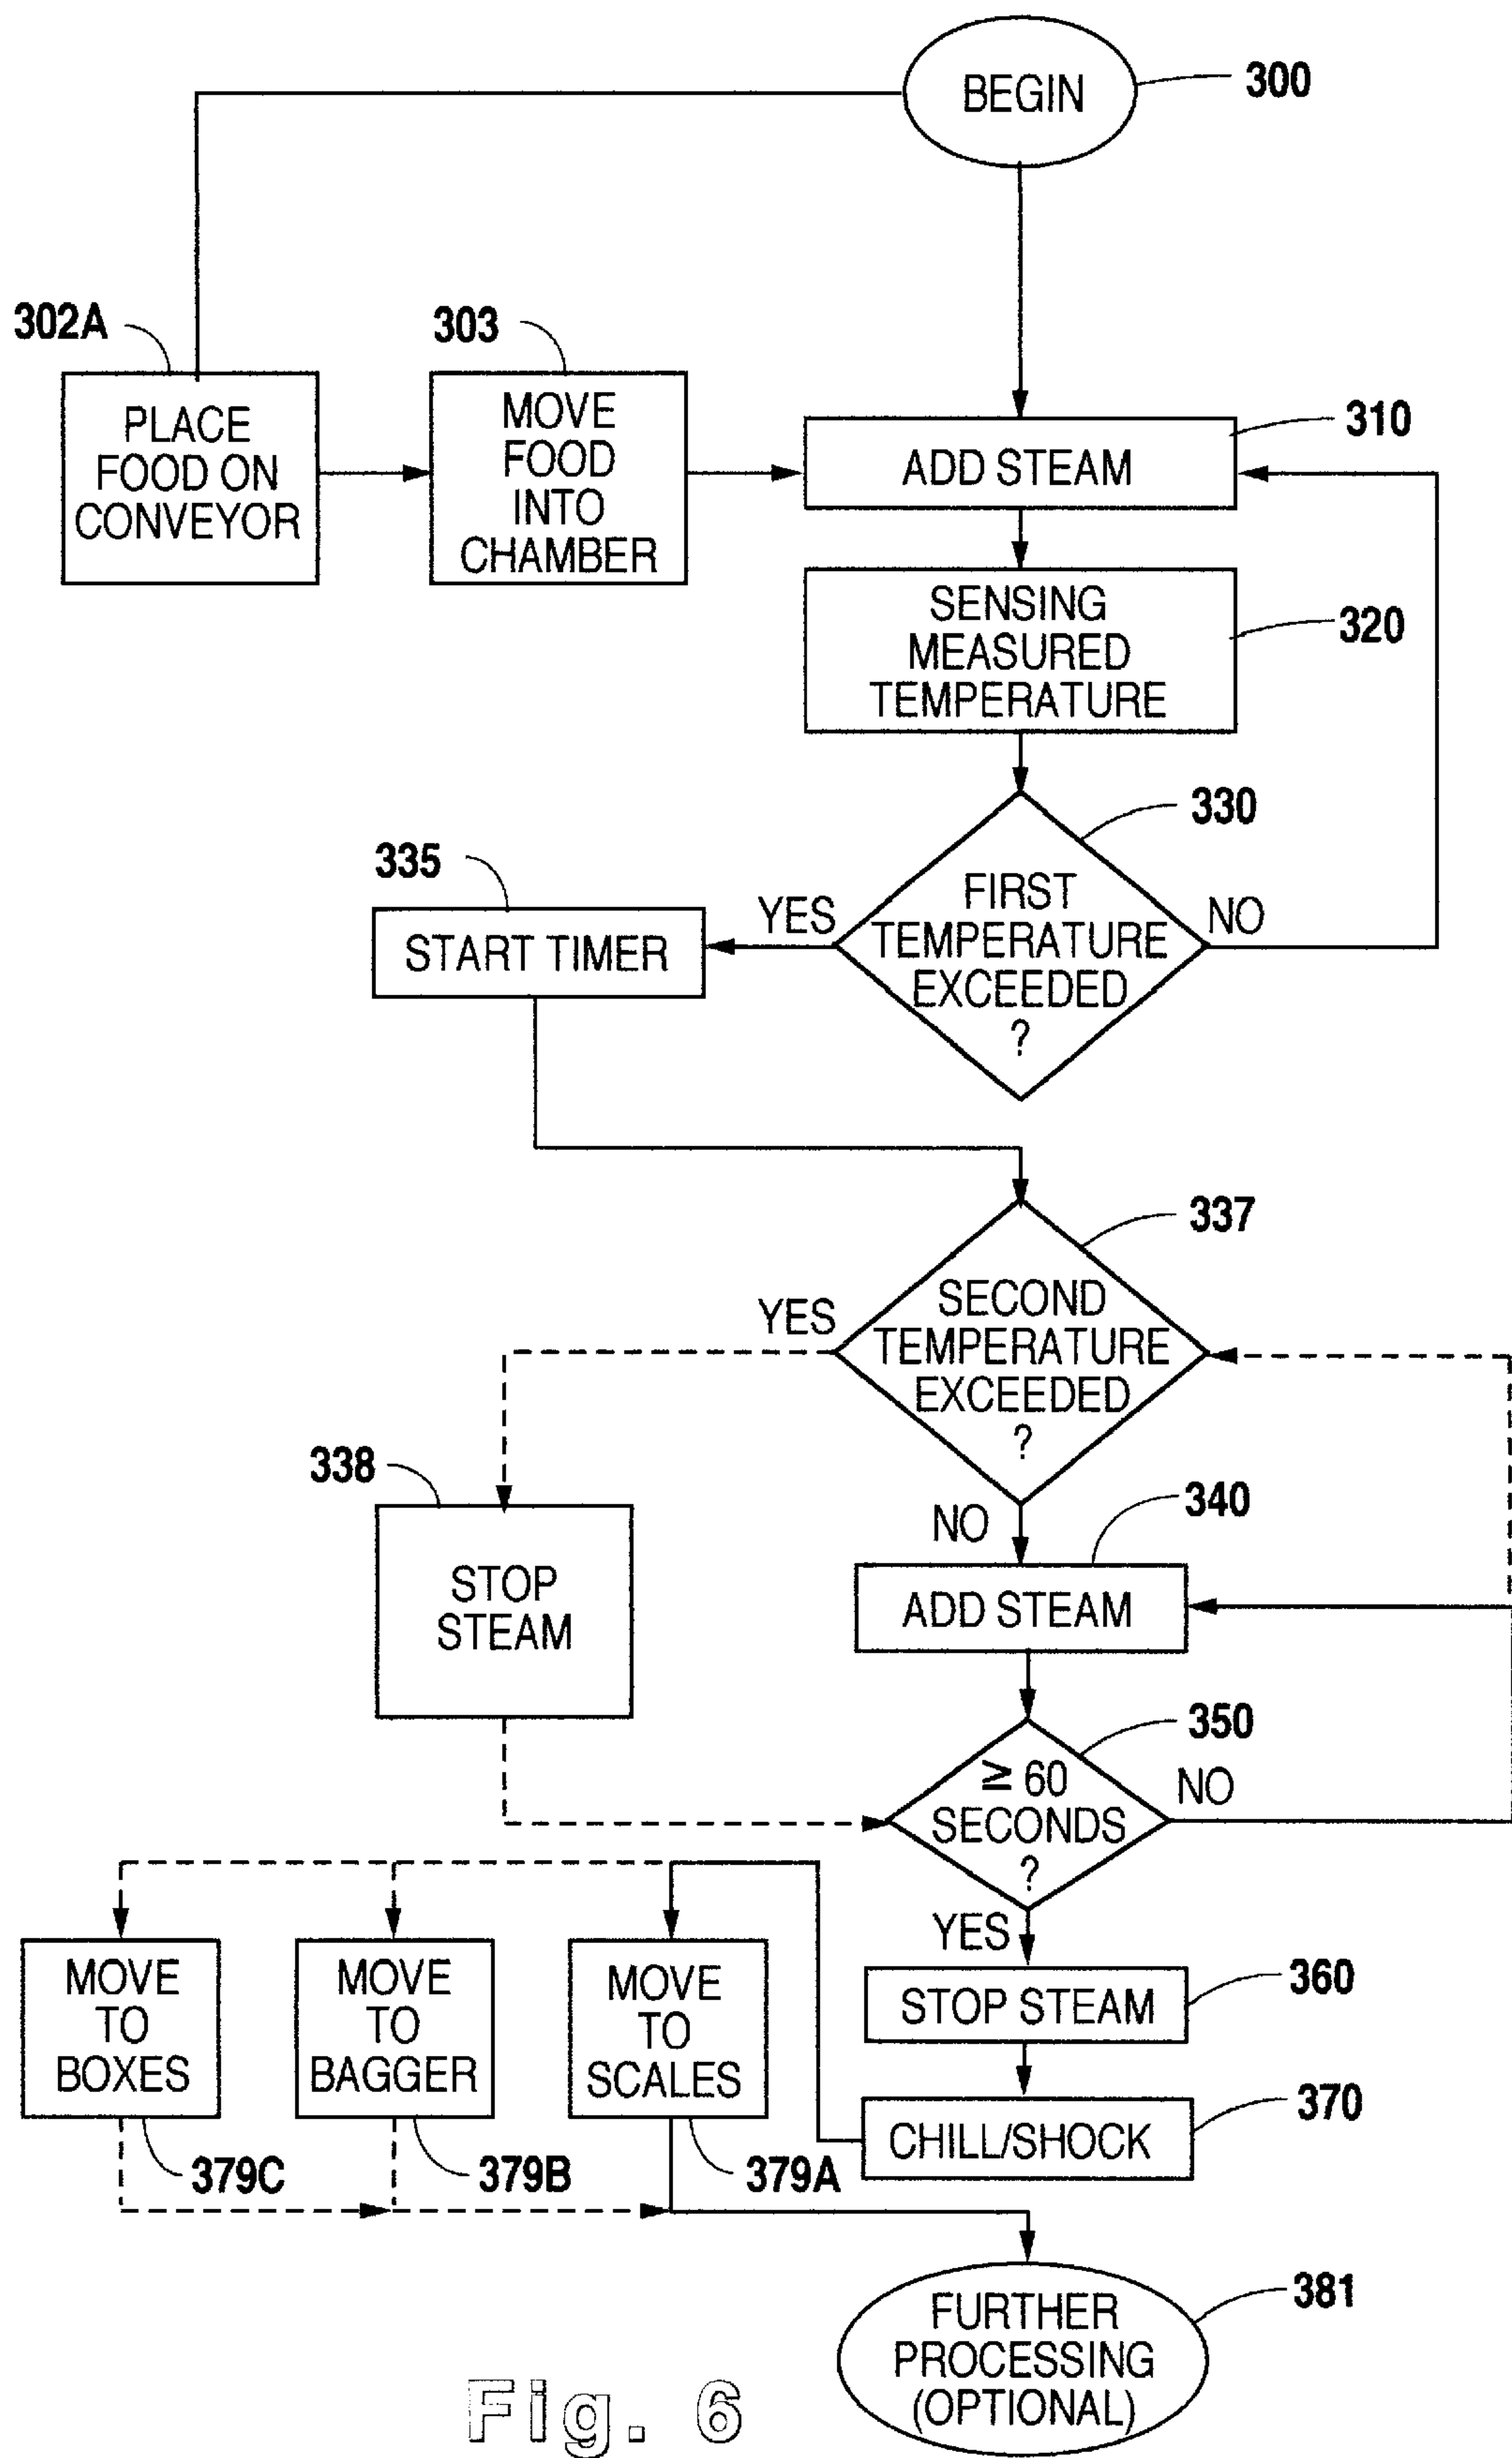 BEGIN
300
302A
303
PLACE
FOOD ON
CONVEYOR
MOVE
FOOD
INTO
CHAMBER
310
ADD STEAM
SENSING
MEASURED
TEMPERATURE
320
330
335
FIRST
TEMPERATURE
EXCEEDED
?
YES
NO
START TIMER
337
SECOND
TEMPERATURE
EXCEEDED
?
YES
338
NO
340
STOP
STEAM
ADD STEAM
350
≥ 60
SECONDS
?
NO
YES
MOVE
TO
BOXES
MOVE
TO
BAGGER
MOVE
TO
SCALES
360
STOP STEAM
370
CHILL/SHOCK
379C
379B
379A
381
FURTHER
PROCESSING
(OPTIONAL)
Fig. 6